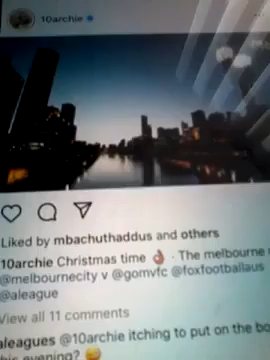 10archie
Liked by mbachuthaddus and others
10archie Christmas time 👌 · The melbourne
@melbournecity v @gomvfc @foxfootballaus
@aleague
View all 11 comments
aleagues @10archie itching to put on the bo
his evening? 😄